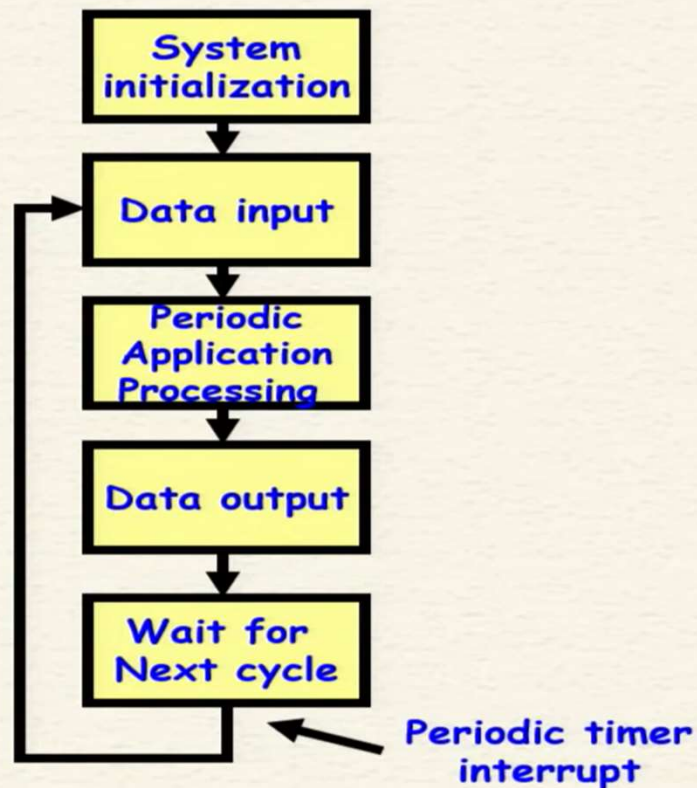 System
initialization
Data input
Periodic
Application
Processing
Data output
Wait for
Next cycle
Periodic timer
interrupt